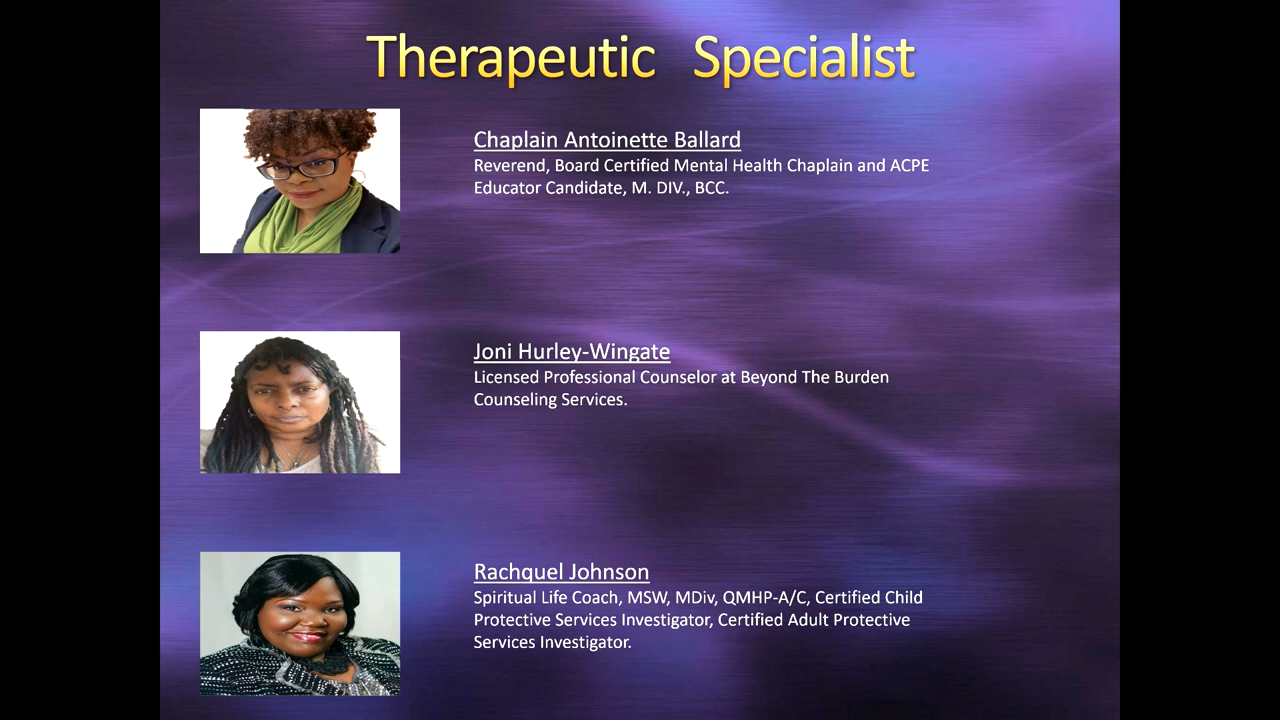 Therapeutic Specialist
Chaplain Antoinette Ballard
Reverend, Board Certified Mental Health Chaplain and ACPE
Educator Candidate, M. DIV., BCC.
Joni Hurley-Wingate
Licensed Professional Counselor at Beyond The Burden
Counseling Services.
Rachquel Johnson
Spiritual Life Coach, MSW, MDiv, QMHP-A/C, Certified Child
Protective Services Investigator, Certified Adult Protective
Services Investigator.